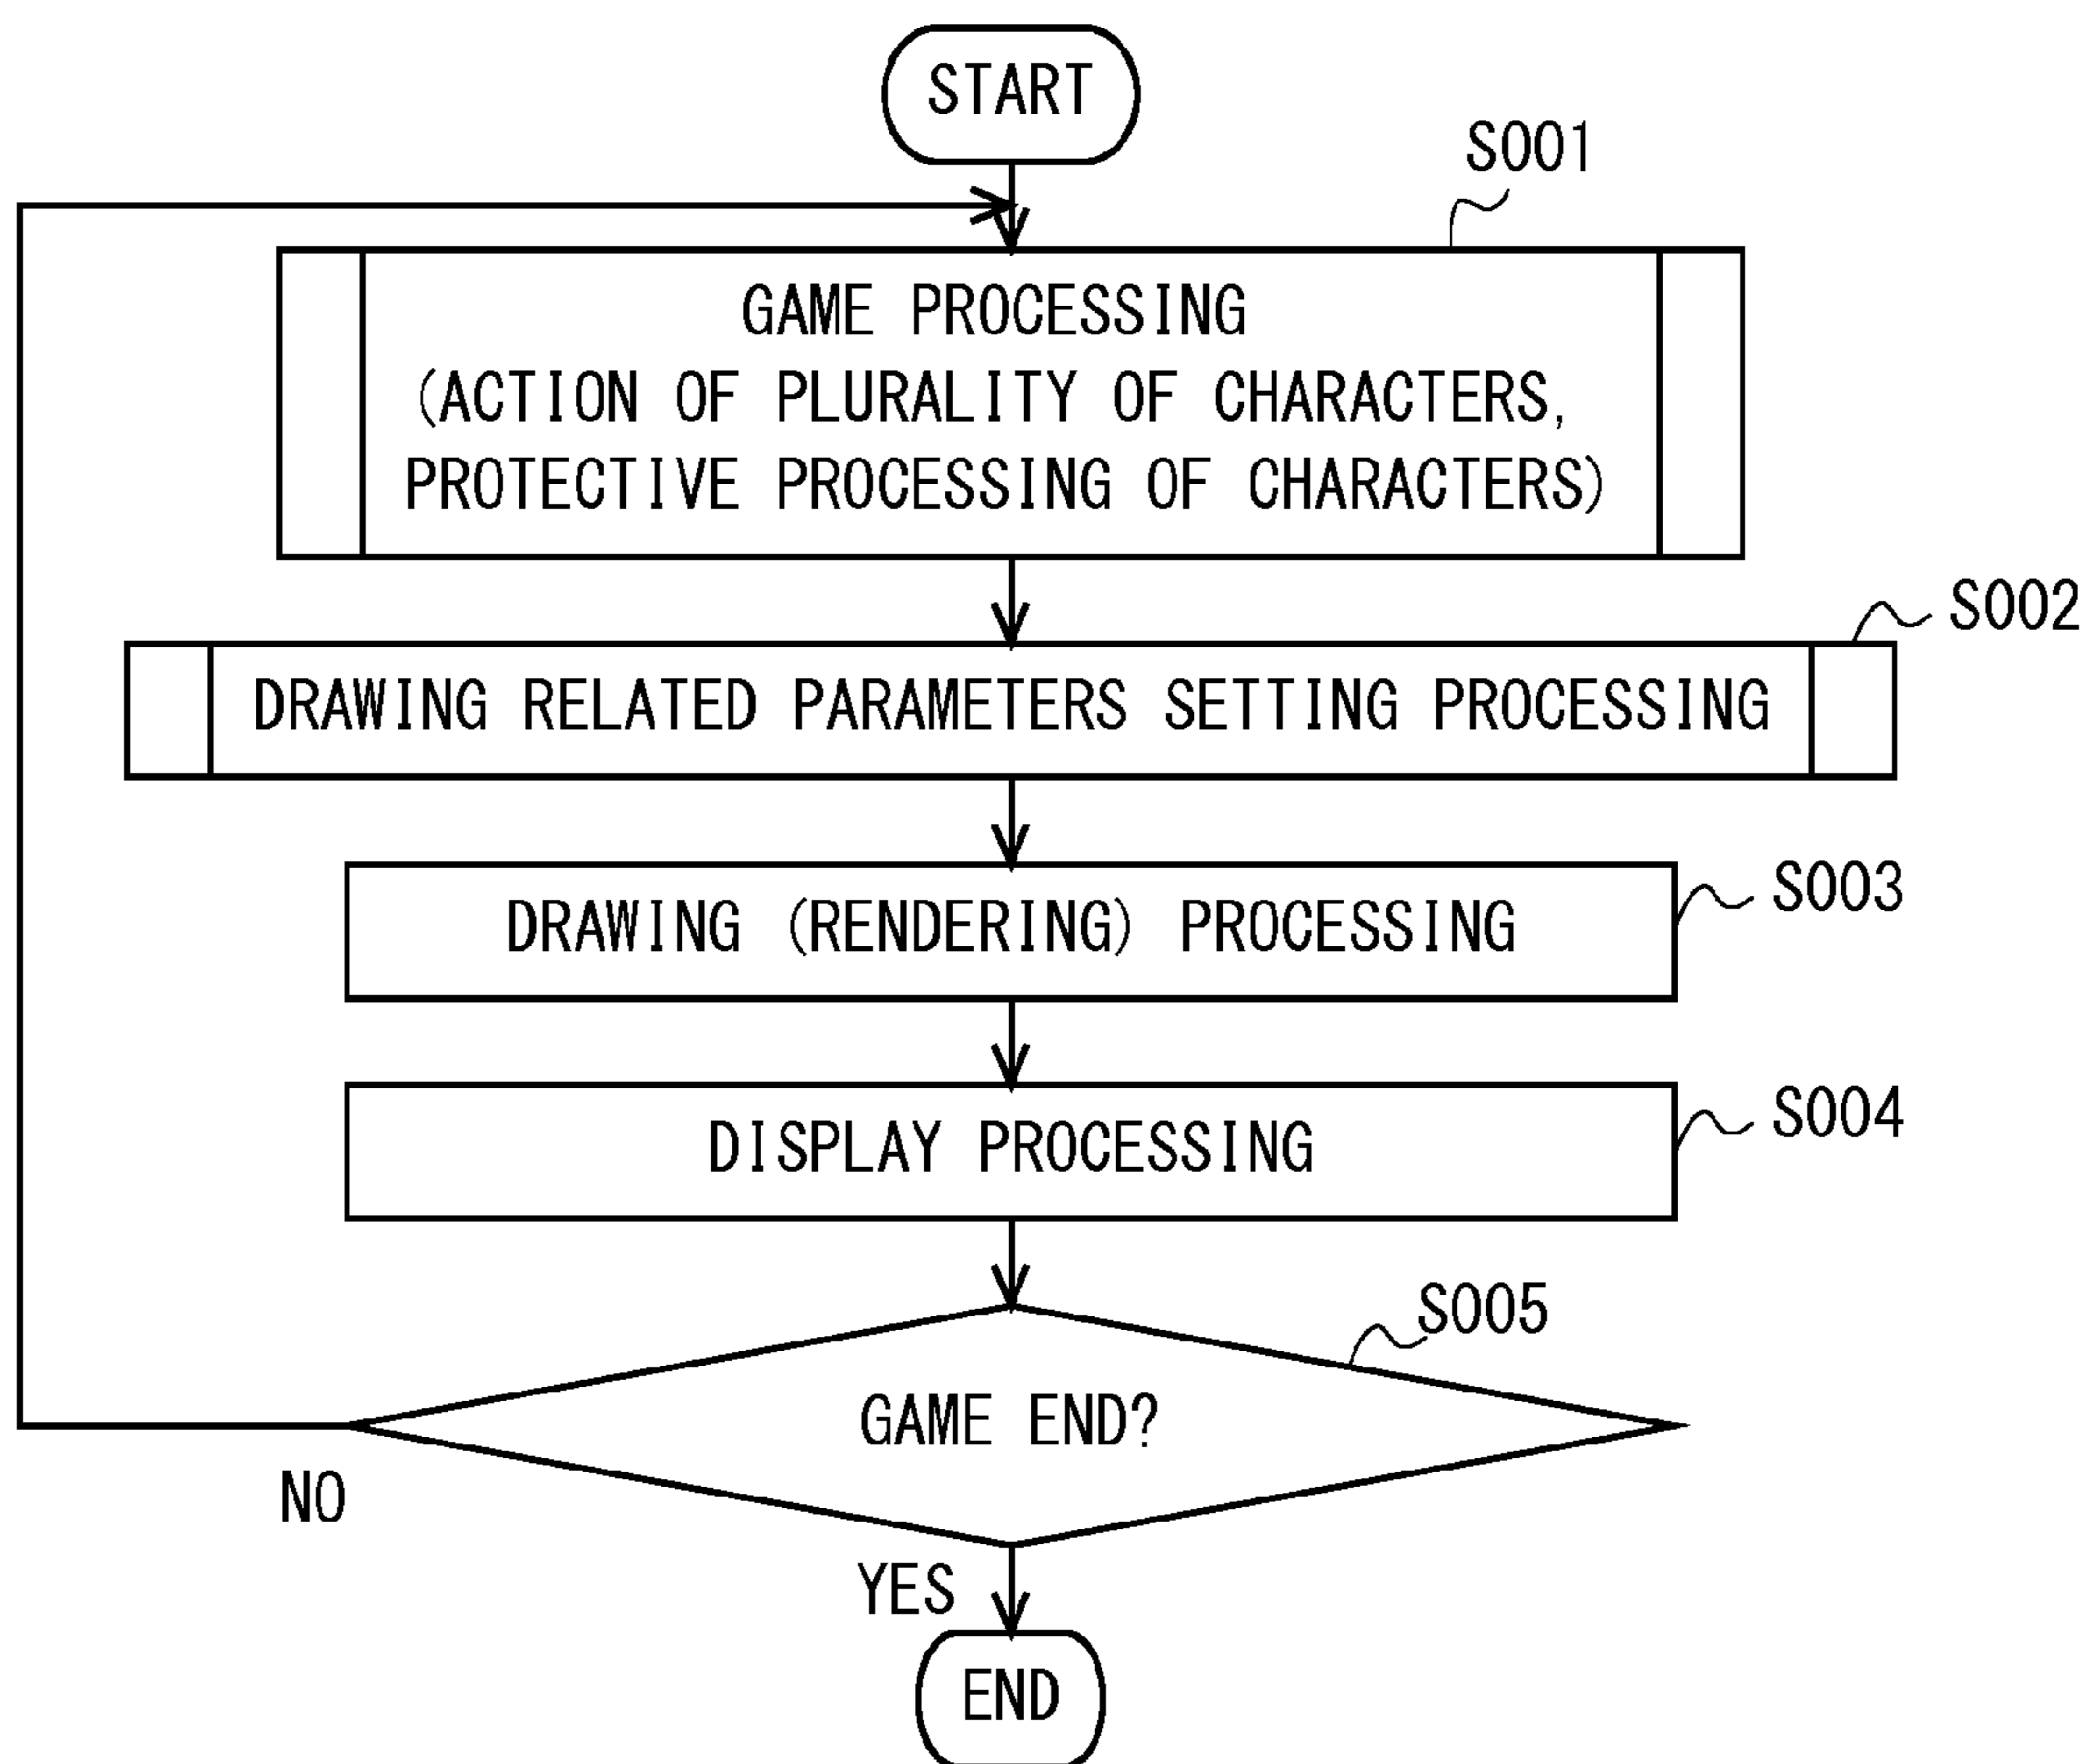 START
S001
GAME PROCESSING
(ACTION OF PLURALITY OF CHARACTERS,
PROTECTIVE PROCESSING OF CHARACTERS)
S002
DRAWING RELATED PARAMETERS SETTING PROCESSING
S003
DRAWING (RENDERING) PROCESSING
S004
DISPLAY PROCESSING
S005
GAME END?
NO
YES
END